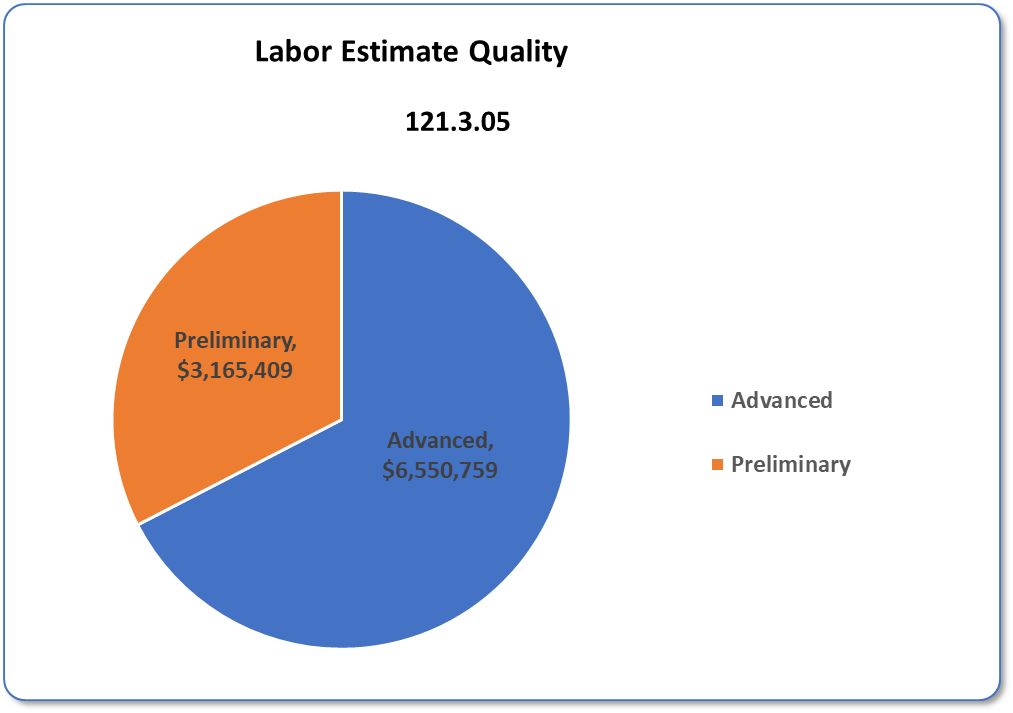 Labor Estimate Quality
121.3.05
Preliminary,
$3,165,409
Advanced,
$6,550,759
Advanced
Preliminary